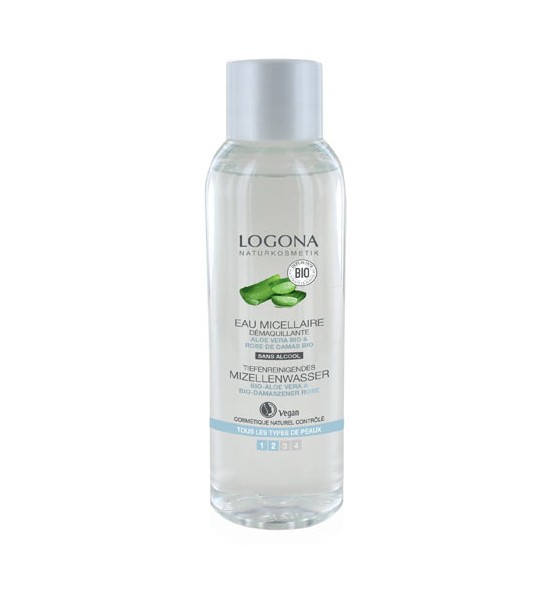 LOGONA
NATURKOSMETIK
BIO
EAU MICELLAIRE
DÉMAQUILLANTE
ALOE VERA BIO &
ROSE DE DAMAS BIO
SANS ALCOOL
TIEFENREINIGENDES
MIZELLENWASSER
BIO-ALOE VERA &
BIO-DAMASZENER ROSE
Vegan
COSMÉTIQUE NATUREL CONTRÔLÉ
TOUS LES TYPES DE PEAUX
1 2 3 4